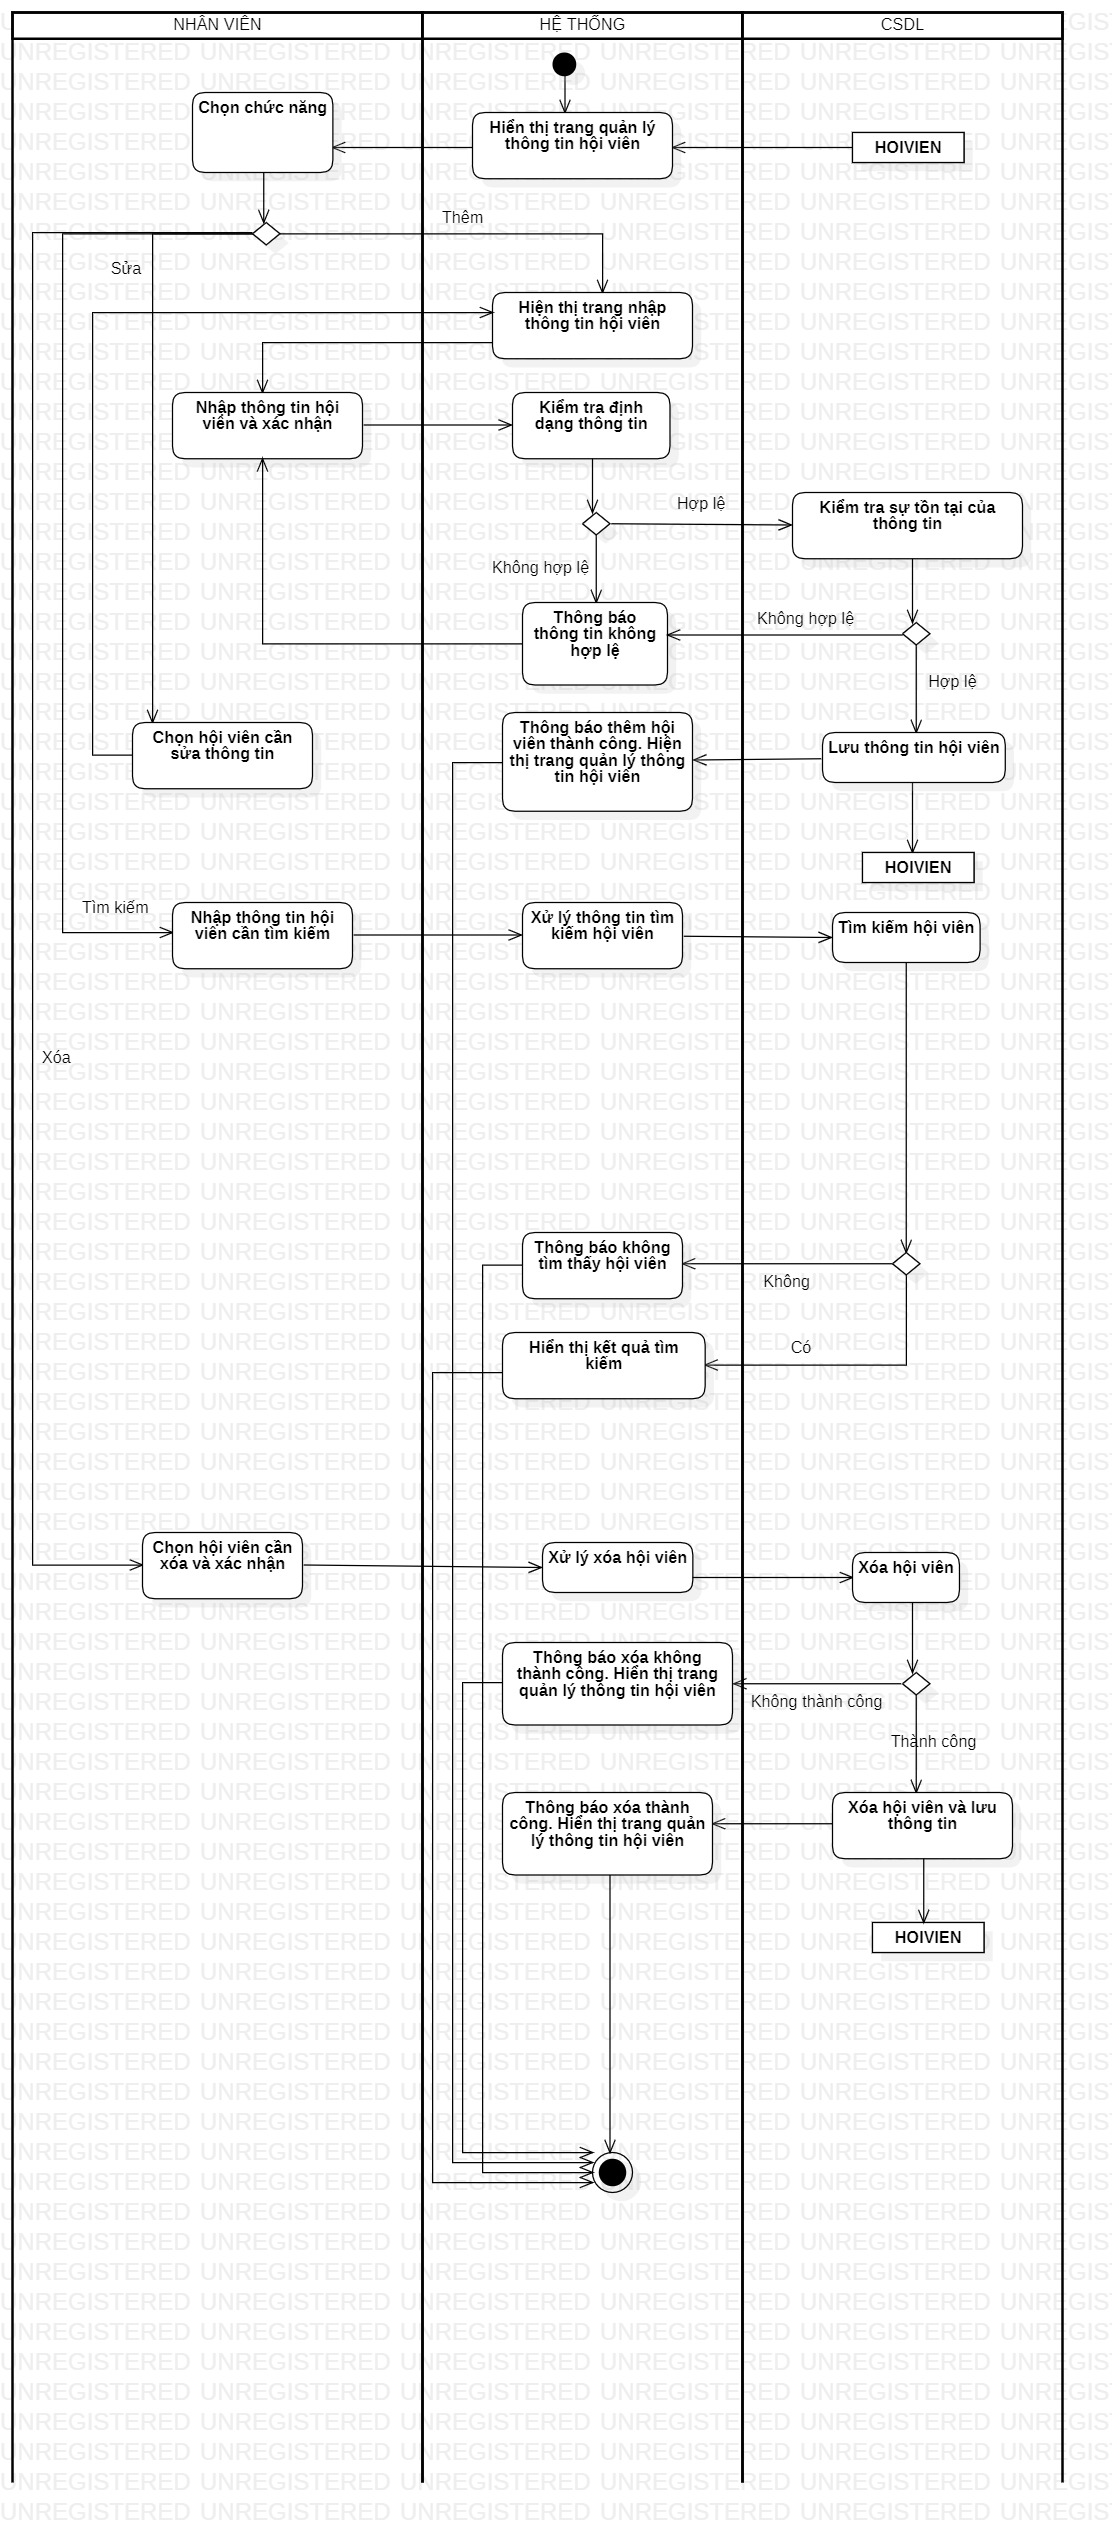 NHÂN VIÊN
HỆ THỐNG
CSDL
Chọn chức năng
Hiển thị trang quản lý
thông tin hội viên
HOIVIEN
Thêm
Sửa
Hiện thị trang nhập
thông tin hội viên
Nhập thông tin hội
viên và xác nhận
Kiểm tra định
dạng thông tin
Hợp lệ
Kiểm tra sự tồn tại của
thông tin
Không hợp lệ
Thông báo
thông tin không
hợp lệ
Không hợp lệ
Hợp lệ
Chọn hội viên cần
sửa thông tin
Thông báo thêm hội
viên thành công. Hiện
thị trang quản lý thông
tin hội viên
Lưu thông tin hội viên
HOIVIEN
Tìm kiếm
Nhập thông tin hội
viên cần tìm kiếm
Xử lý thông tin tìm
kiếm hội viên
Tìm kiếm hội viên
Xóa
Thông báo không
tìm thấy hội viên
Không
Hiển thị kết quả tìm
kiếm
Có
Chọn hội viên cần
xóa và xác nhận
Xử lý xóa hội viên
Xóa hội viên
Thông báo xóa không
thành công. Hiển thị trang
quản lý thông tin hội viên
Không thành công
Thành công
Thông báo xóa thành
công. Hiển thị trang quản
lý thông tin hội viên
Xóa hội viên và lưu
thông tin
HOIVIEN
UNREGISTERED